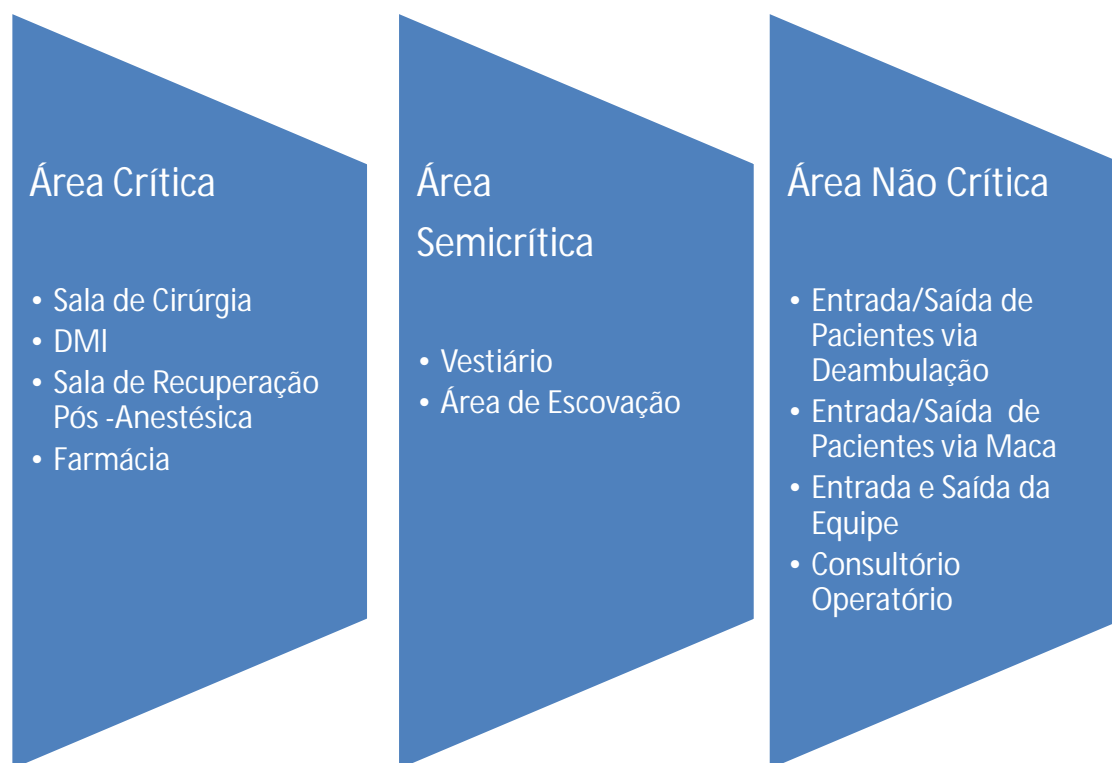 Área Crítica
• Sala de Cirúrgia
• DMI
• Sala de Recuperação
Pós -Anestésica
• Farmácia
Área
Semicrítica
• Vestiário
• Área de Escovação
Área Não Crítica
• Entrada/Saída de
Pacientes via
Deambulação
• Entrada/Saída de
Pacientes via Maca
• Entrada e Saída da
Equipe
• Consultório
Operatório